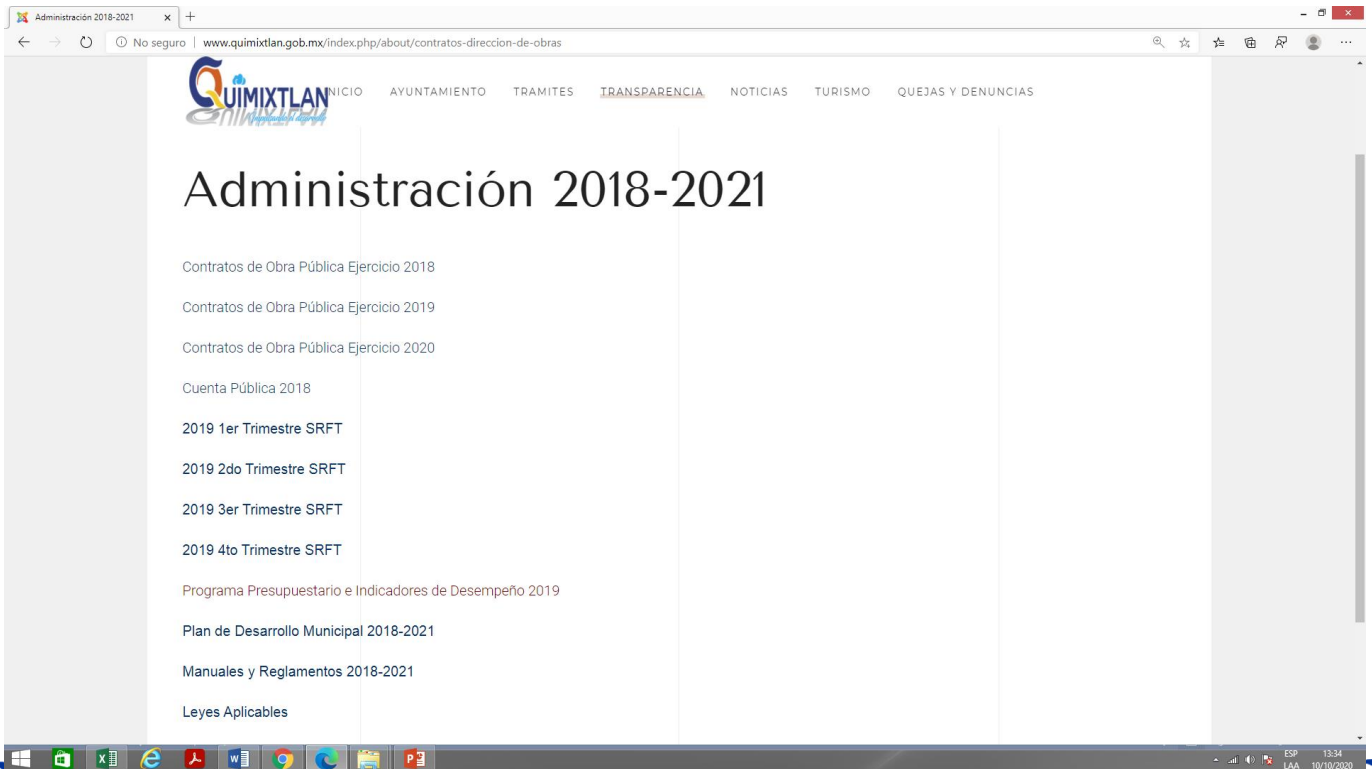 Administración 2018-2021
No seguro | www.quimixtlan.gob.mx/index.php/about/contratos-direccion-de-obras
QUIMIXTLAN
Impulsando el desarrollo
INICIO AYUNTAMIENTO TRAMITES TRANSPARENCIA NOTICIAS TURISMO QUEJAS Y DENUNCIAS
Administración 2018-2021
Contratos de Obra Pública Ejercicio 2018
Contratos de Obra Pública Ejercicio 2019
Contratos de Obra Pública Ejercicio 2020
Cuenta Pública 2018
2019 1er Trimestre SRFT
2019 2do Trimestre SRFT
2019 3er Trimestre SRFT
2019 4to Trimestre SRFT
Programa Presupuestario e Indicadores de Desempeño 2019
Plan de Desarrollo Municipal 2018-2021
Manuales y Reglamentos 2018-2021
Leyes Aplicables
ESP 13:34
LAA 10/10/2020